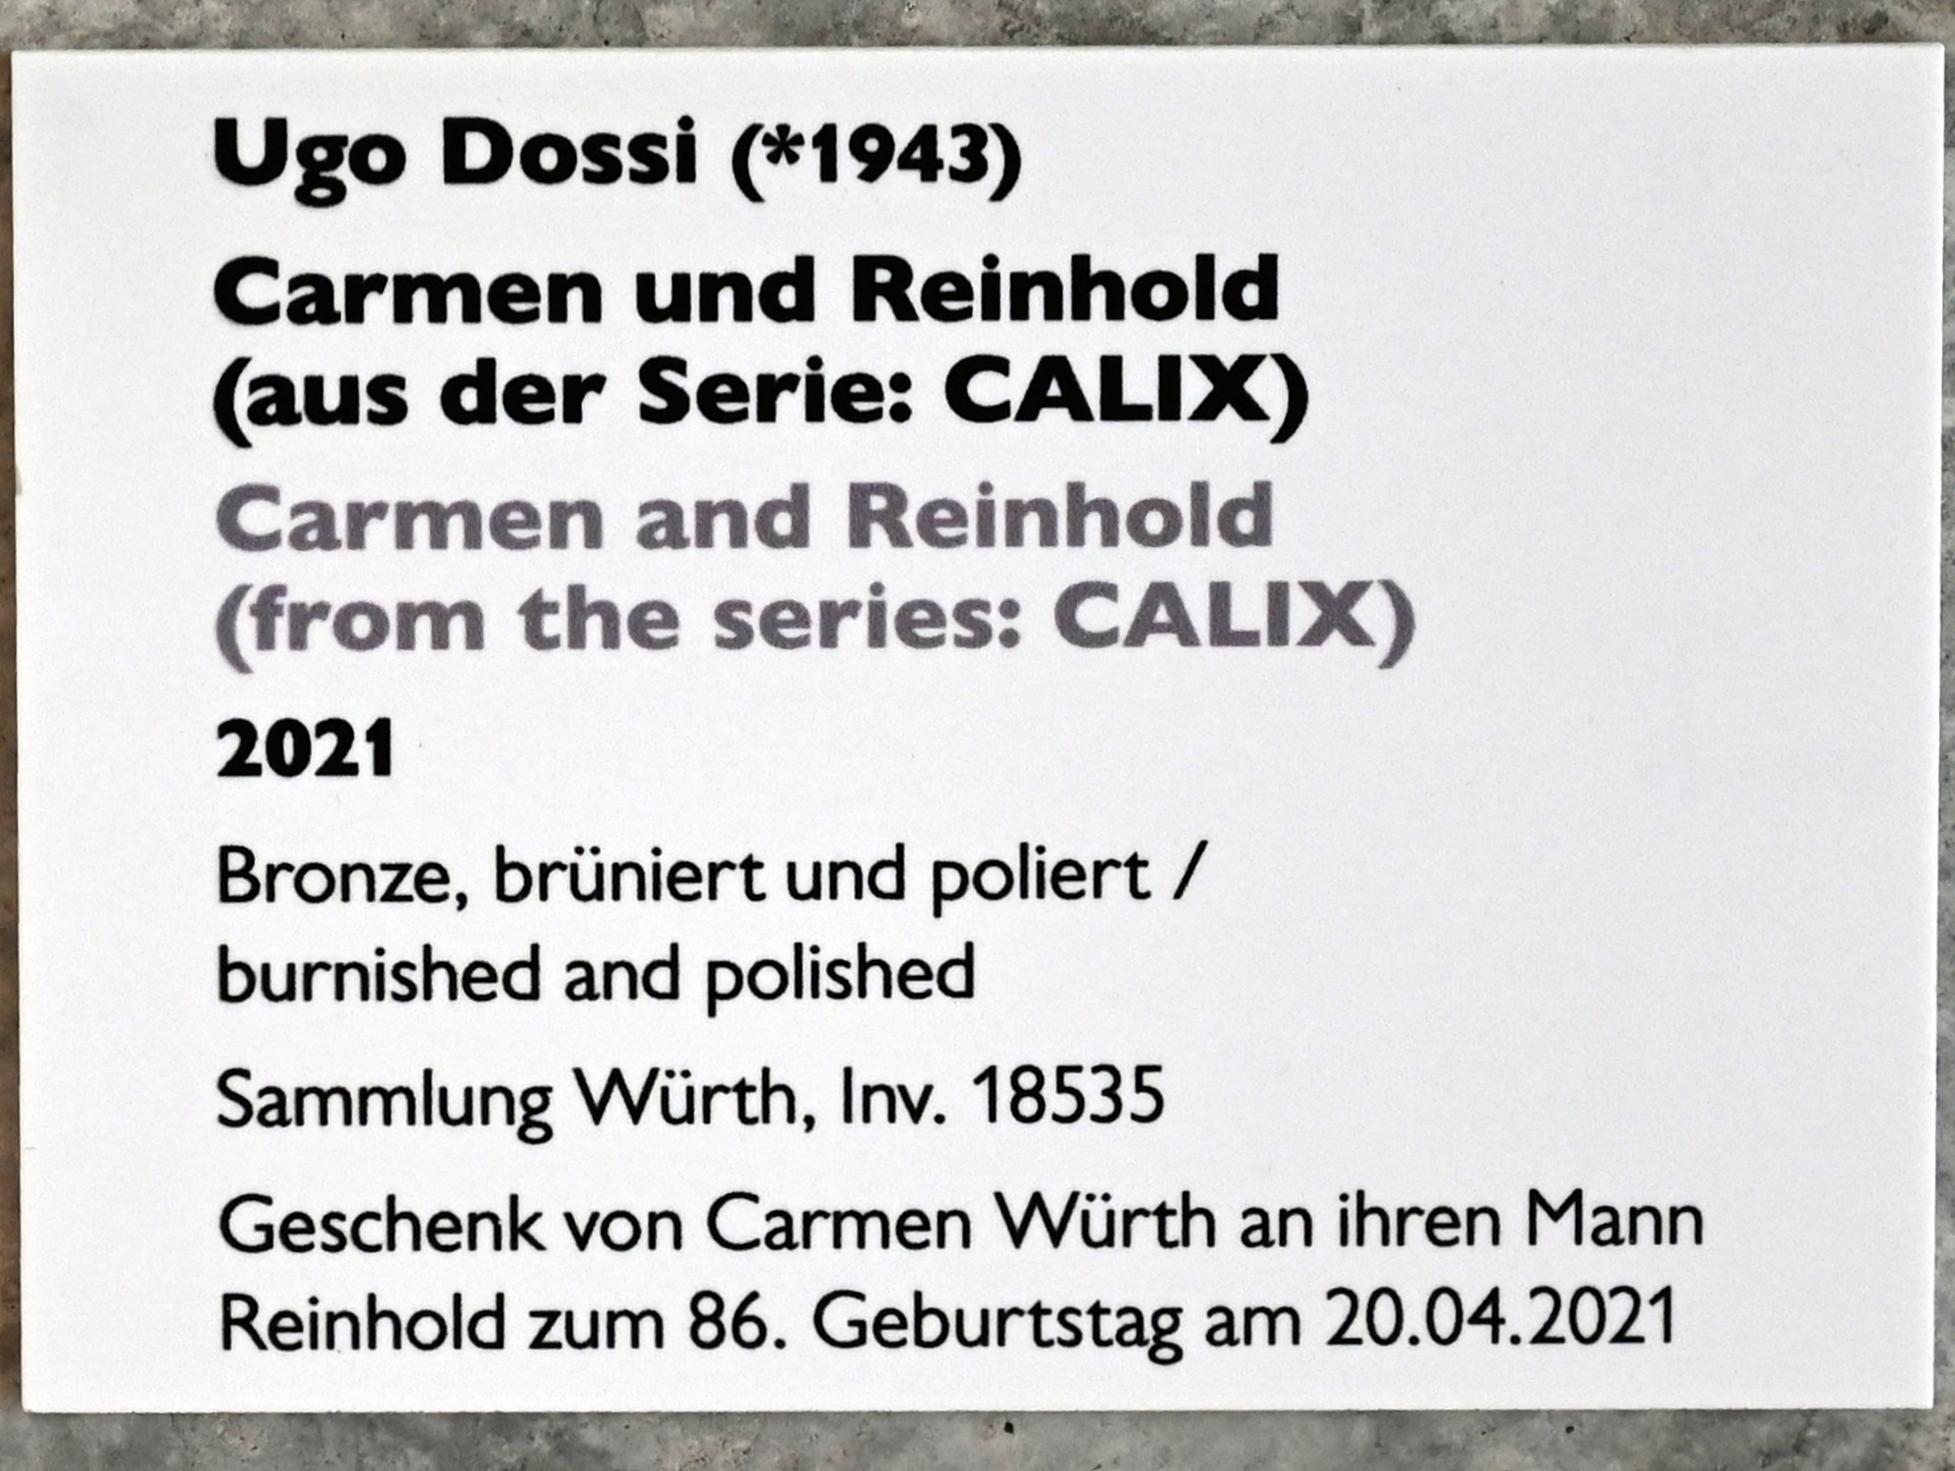 Ugo Dossi (*1943)
Carmen und Reinhold
(aus der Serie: CALIX)
Carmen and Reinhold
(from the series: CALIX)
2021
Bronze, brüniert und poliert /
burnished and polished
Sammlung Würth, Inv. 18535
Geschenk von Carmen Würth an ihren Mann
Reinhold zum 86. Geburtstag am 20.04.2021